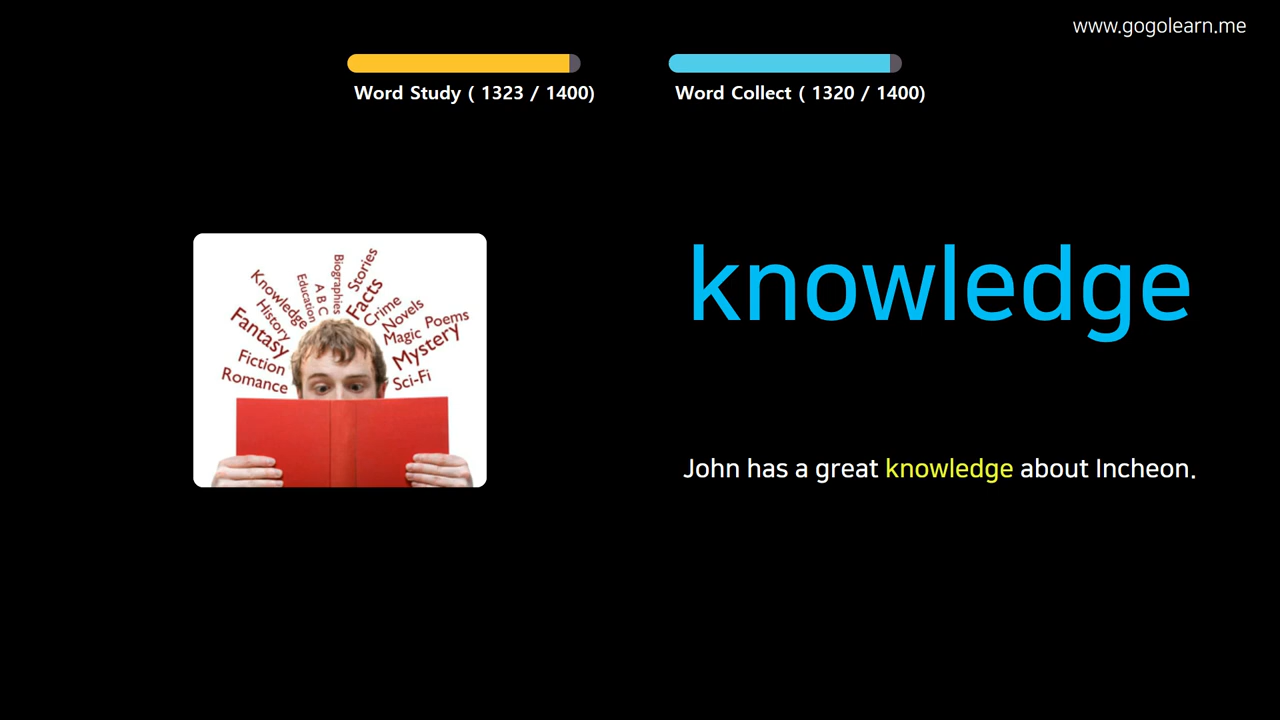 www.gogolearn.me
Word Study ( 1323 / 1400)
Word Collect ( 1320 / 1400)
knowledge
Stories
Biographies
Facts
A B C
Education
Knowledge
Crime
History
Novels
Fantasy
Poems
Magic
Mystery
Fiction
Sci-Fi
Romance
John has a great knowledge about Incheon.